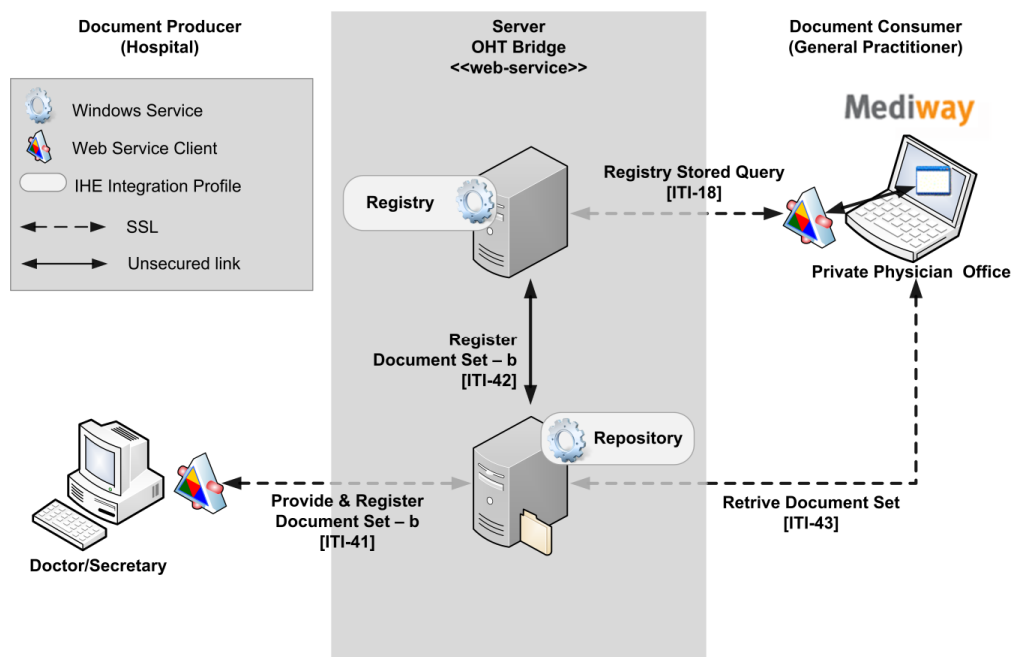 Document Producer
(Hospital)
Server
OHT Bridge
<<web-service>>
Document Consumer
(General Practitioner)
Windows Service
Web Service Client
IHE Integration Profile
SSL
Unsecured link
Mediway
Registry
Registry Stored Query
[ITI-18]
Private Physician Office
Register
Document Set – b
[ITI-42]
Repository
Provide & Register
Document Set – b
[ITI-41]
Retrive Document Set
[ITI-43]
Doctor/Secretary